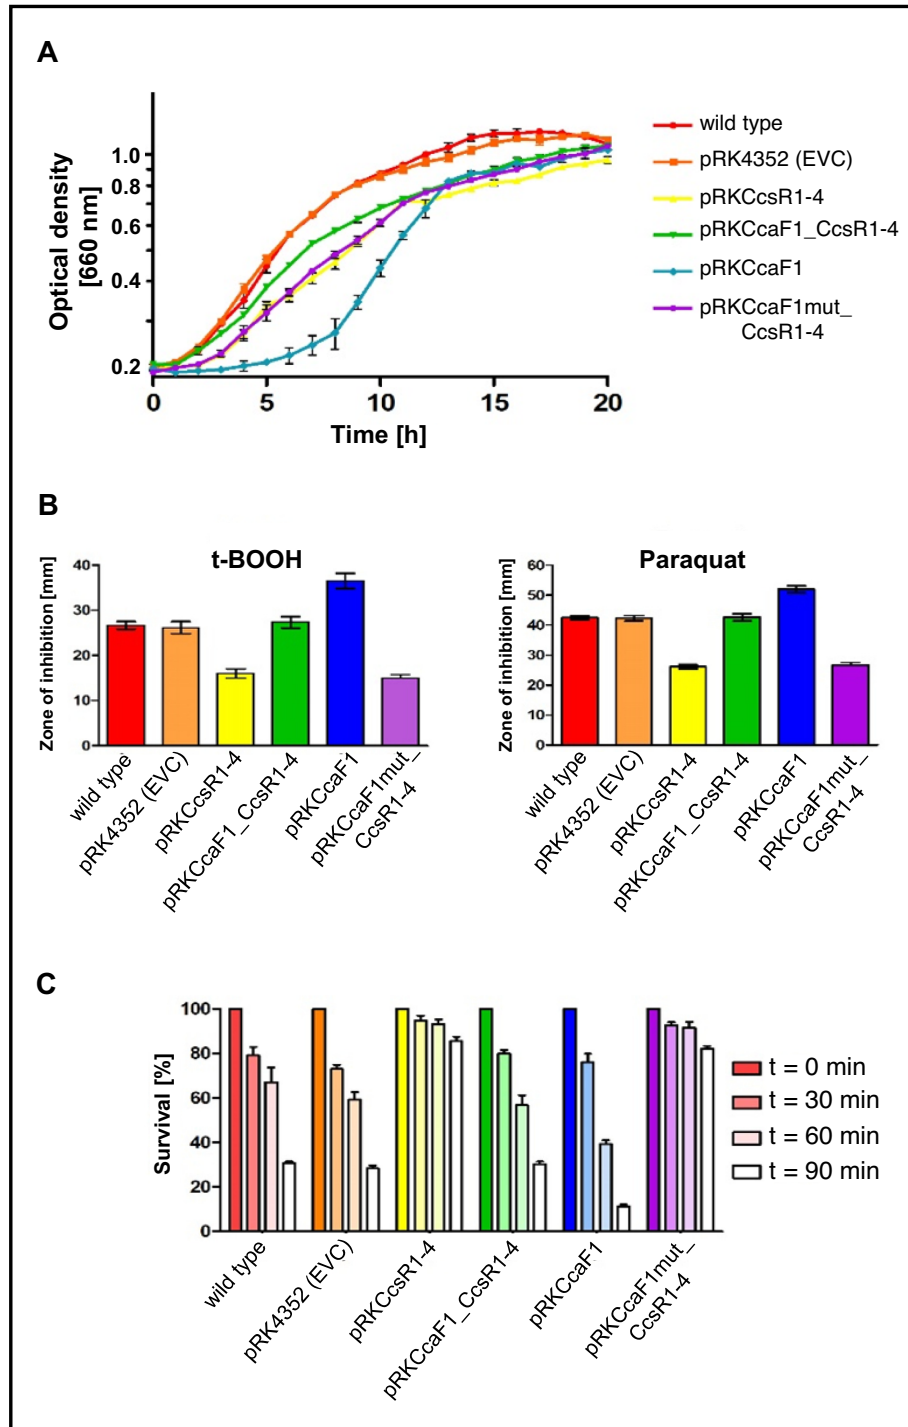 A
Optical density
[660 nm]
1.0
0.8
0.6
0.4
0.2
0
5
10
15
20
Time [h]
wild type
pRK4352 (EVC)
pRKCcsR1-4
pRKCcaF1_CcsR1-4
pRKCcaF1
pRKCcaF1mut_
CcsR1-4
B
t-BOOH
Zone of inhibition [mm]
40
30
20
10
0
wild type
pRK4352 (EVC)
pRKCcsR1-4
pRKCcaF1_CcsR1-4
pRKCcaF1
pRKCcaF1mut_
CcsR1-4
Paraquat
Zone of inhibition [mm]
60
50
40
30
20
10
0
wild type
pRK4352 (EVC)
pRKCcsR1-4
pRKCcaF1_CcsR1-4
pRKCcaF1
pRKCcaF1mut_
CcsR1-4
C
Survival [%]
100
80
60
40
20
0
wild type
pRK4352 (EVC)
pRKCcsR1-4
pRKCcaF1_CcsR1-4
pRKCcaF1
pRKCcaF1mut_
CcsR1-4
t = 0 min
t = 30 min
t = 60 min
t = 90 min